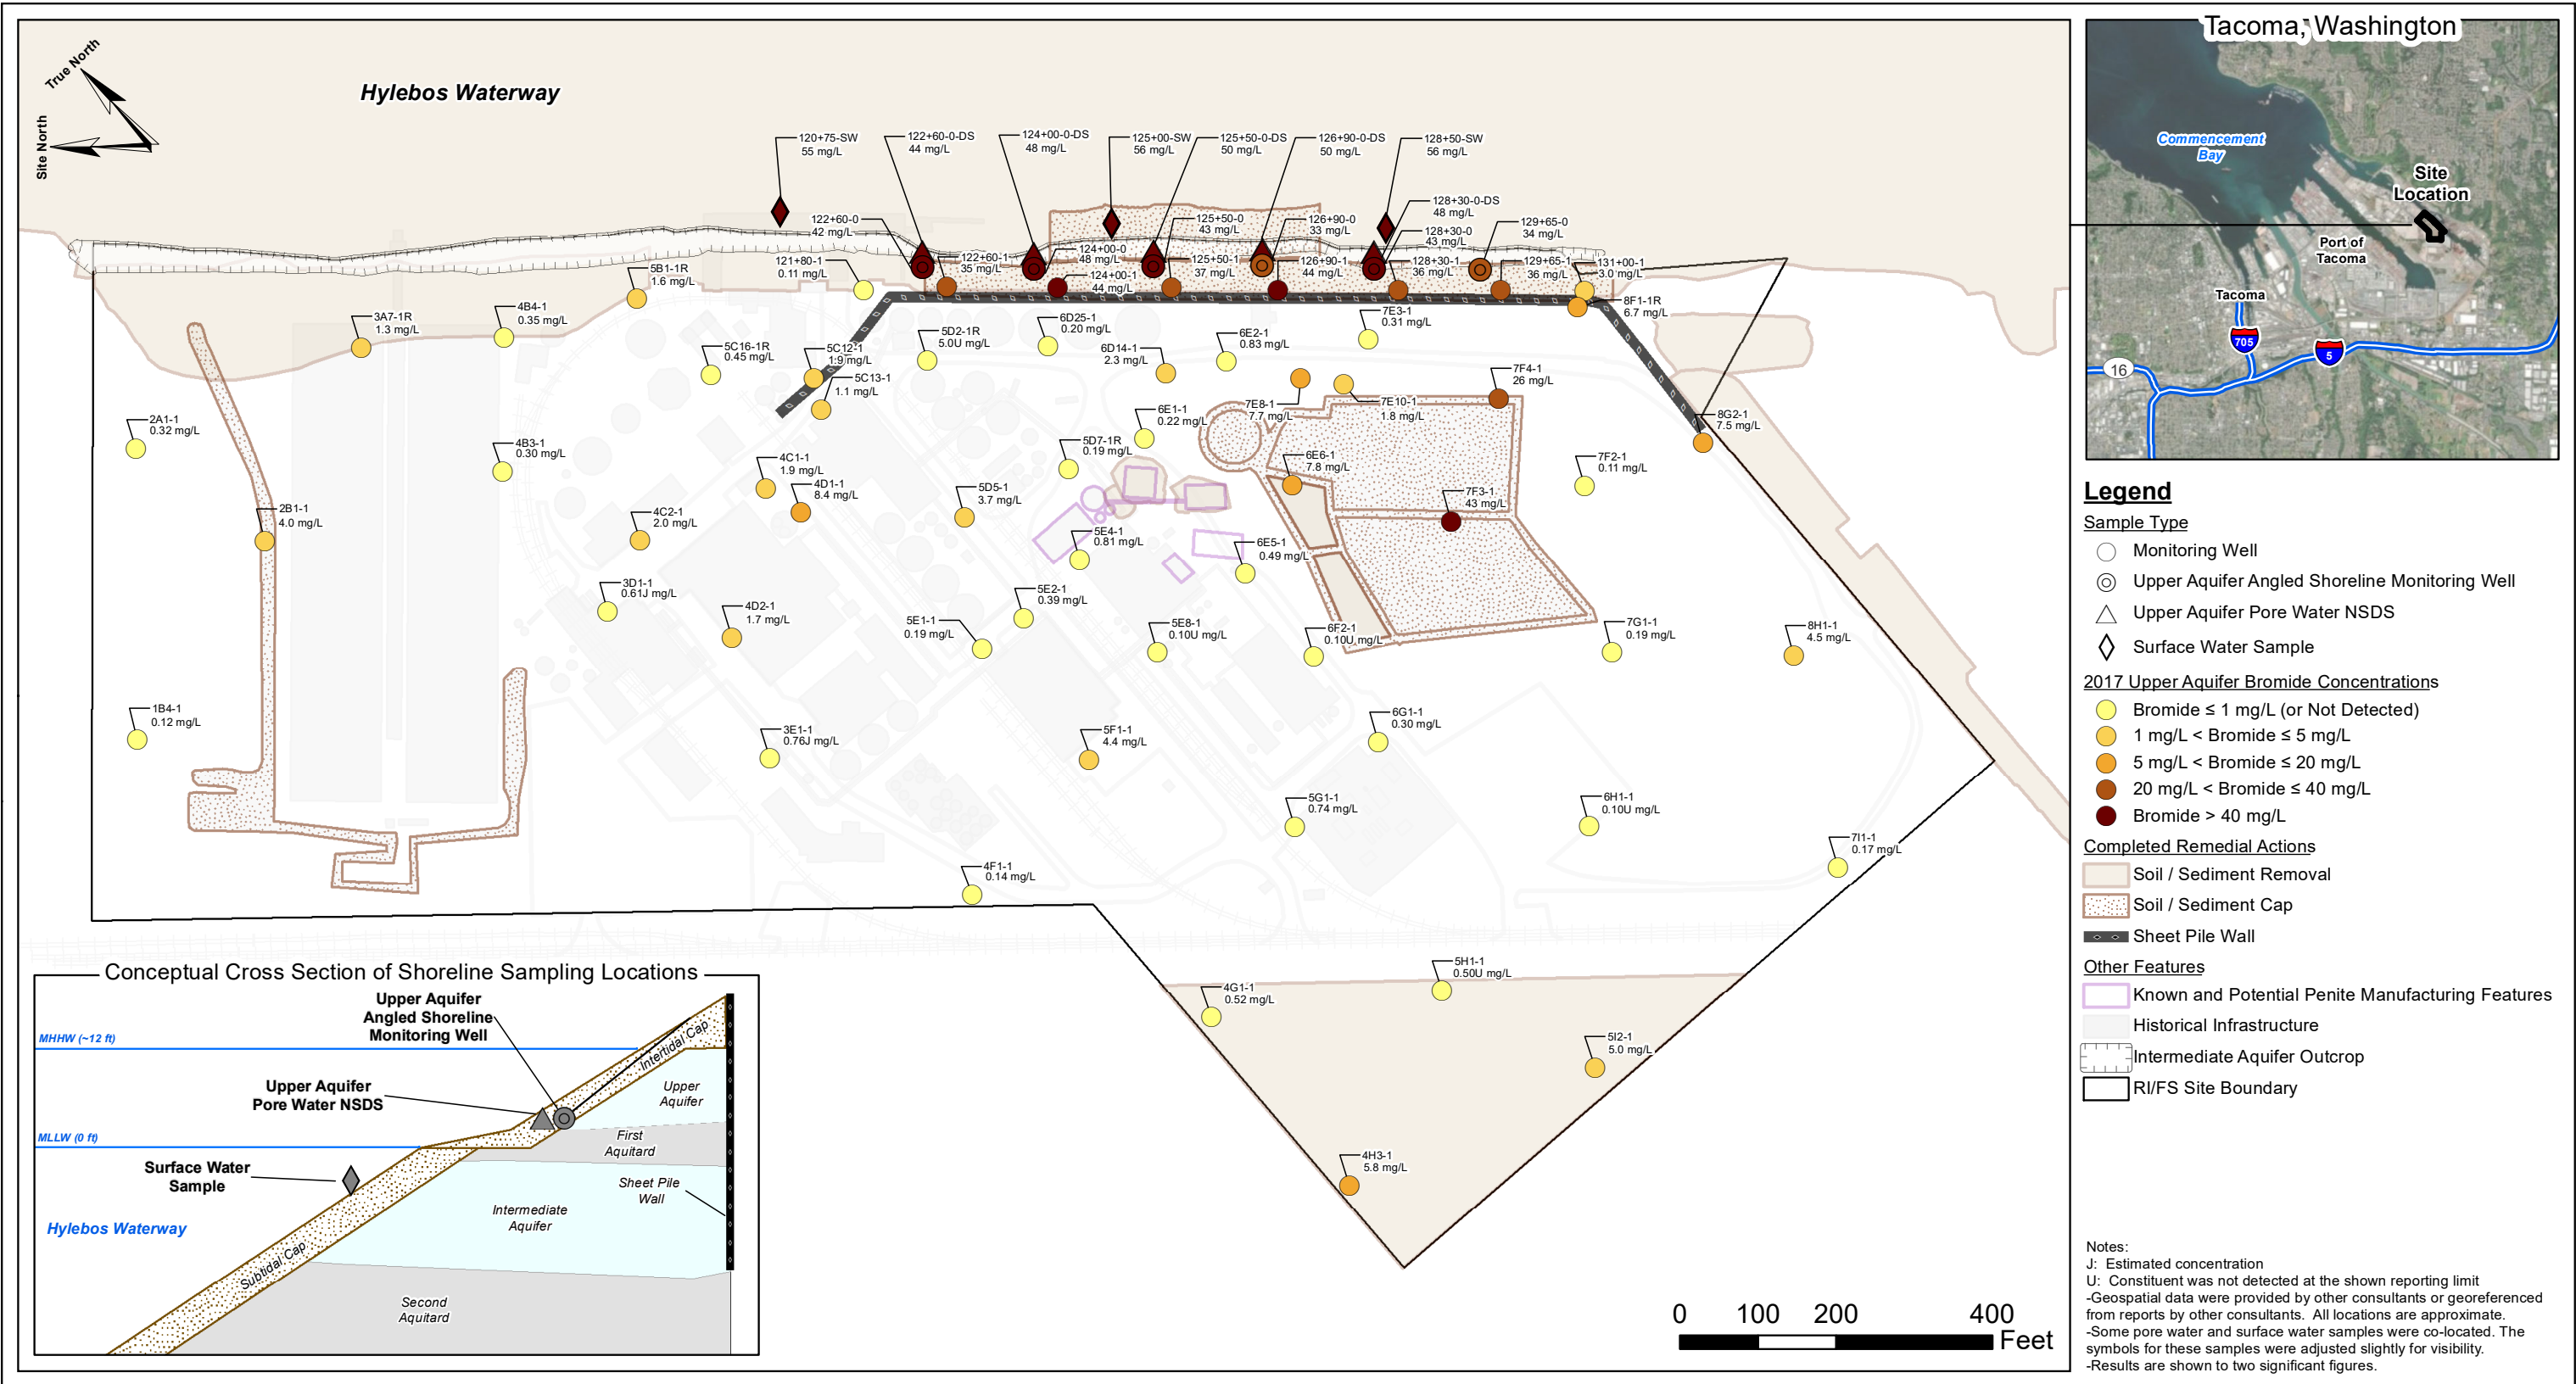 True North
Site North
Hylebos Waterway
120+75-SW
55 mg/L
122+60-0-DS
44 mg/L
124+00-0-DS
48 mg/L
125+00-SW
56 mg/L
125+50-0-DS
50 mg/L
126+90-0-DS
50 mg/L
128+50-SW
56 mg/L
122+60-0
42 mg/L
125+50-0
43 mg/L
126+90-0
33 mg/L
128+30-0-DS
48 mg/L
128+30-0
43 mg/L
129+65-0
34 mg/L
121+80-1
0.11 mg/L
122+60-1
35 mg/L
124+00-0
48 mg/L
124+00-1
44 mg/L
125+50-1
37 mg/L
126+90-1
44 mg/L
128+30-1
36 mg/L
129+65-1
36 mg/L
131+00-1
3.0 mg/L
5B1-1R
1.6 mg/L
8F1-1R
6.7 mg/L
3A7-1R
1.3 mg/L
4B4-1
0.35 mg/L
5C16-1R
0.45 mg/L
5C12-1
1.9 mg/L
5C13-1
1.1 mg/L
5D2-1R
5.0U mg/L
6D25-1
0.20 mg/L
6D14-1
2.3 mg/L
6E2-1
0.83 mg/L
7E3-1
0.31 mg/L
7F4-1
26 mg/L
7E8-1
7.7 mg/L
7E10-1
1.8 mg/L
8G2-1
7.5 mg/L
2A1-1
0.32 mg/L
4B3-1
0.30 mg/L
4C1-1
1.9 mg/L
4D1-1
8.4 mg/L
5D7-1R
0.19 mg/L
6E1-1
0.22 mg/L
6E6-1
7.8 mg/L
7F2-1
0.11 mg/L
2B1-1
4.0 mg/L
4C2-1
2.0 mg/L
5D5-1
3.7 mg/L
5E4-1
0.81 mg/L
6E5-1
0.49 mg/L
7F3-1
43 mg/L
3D1-1
0.61J mg/L
4D2-1
1.7 mg/L
5E1-1
0.19 mg/L
5E2-1
0.39 mg/L
5E8-1
0.10U mg/L
6F2-1
0.10U mg/L
7G1-1
0.19 mg/L
8H1-1
4.5 mg/L
1B4-1
0.12 mg/L
3E1-1
0.76J mg/L
5F1-1
4.4 mg/L
6G1-1
0.30 mg/L
5G1-1
0.74 mg/L
6H1-1
0.10U mg/L
7I1-1
0.17 mg/L
4F1-1
0.14 mg/L
4G1-1
0.52 mg/L
5H1-1
0.50U mg/L
5I2-1
5.0 mg/L
4H3-1
5.8 mg/L
Conceptual Cross Section of Shoreline Sampling Locations
Upper Aquifer
Angled Shoreline
Monitoring Well
MHHW (~12 ft)
Intertidal Cap
Upper
Aquifer
Upper Aquifer
Pore Water NSDS
MLLW (0 ft)
First
Aquitard
Surface Water
Sample
Sheet Pile
Wall
Intermediate
Aquifer
Hylebos Waterway
Subtidal Cap
Second
Aquitard
0 100 200 400
Feet
Tacoma, Washington
Commencement
Bay
Site
Location
Port of
Tacoma
Tacoma
705
5
16
Legend
Sample Type
Monitoring Well
Upper Aquifer Angled Shoreline Monitoring Well
Upper Aquifer Pore Water NSDS
Surface Water Sample
2017 Upper Aquifer Bromide Concentrations
Bromide ≤ 1 mg/L (or Not Detected)
1 mg/L < Bromide ≤ 5 mg/L
5 mg/L < Bromide ≤ 20 mg/L
20 mg/L < Bromide ≤ 40 mg/L
Bromide > 40 mg/L
Completed Remedial Actions
Soil / Sediment Removal
Soil / Sediment Cap
Sheet Pile Wall
Other Features
Known and Potential Penite Manufacturing Features
Historical Infrastructure
Intermediate Aquifer Outcrop
RI/FS Site Boundary
Notes:
J: Estimated concentration
U: Constituent was not detected at the shown reporting limit
-Geospatial data were provided by other consultants or georeferenced
from reports by other consultants. All locations are approximate.
-Some pore water and surface water samples were co-located. The
symbols for these samples were adjusted slightly for visibility.
-Results are shown to two significant figures.